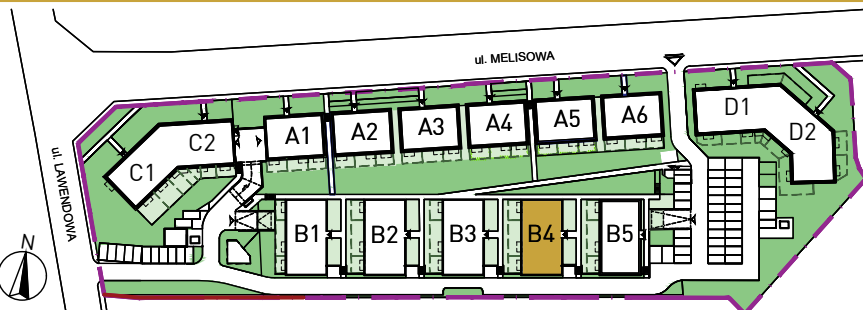 ul. MELISOWA
A1 A2 A3 A4 A5 A6
D1
D2
C2
C1
ul. LAWENDOWA
B1 B2 B3 B4 B5
N